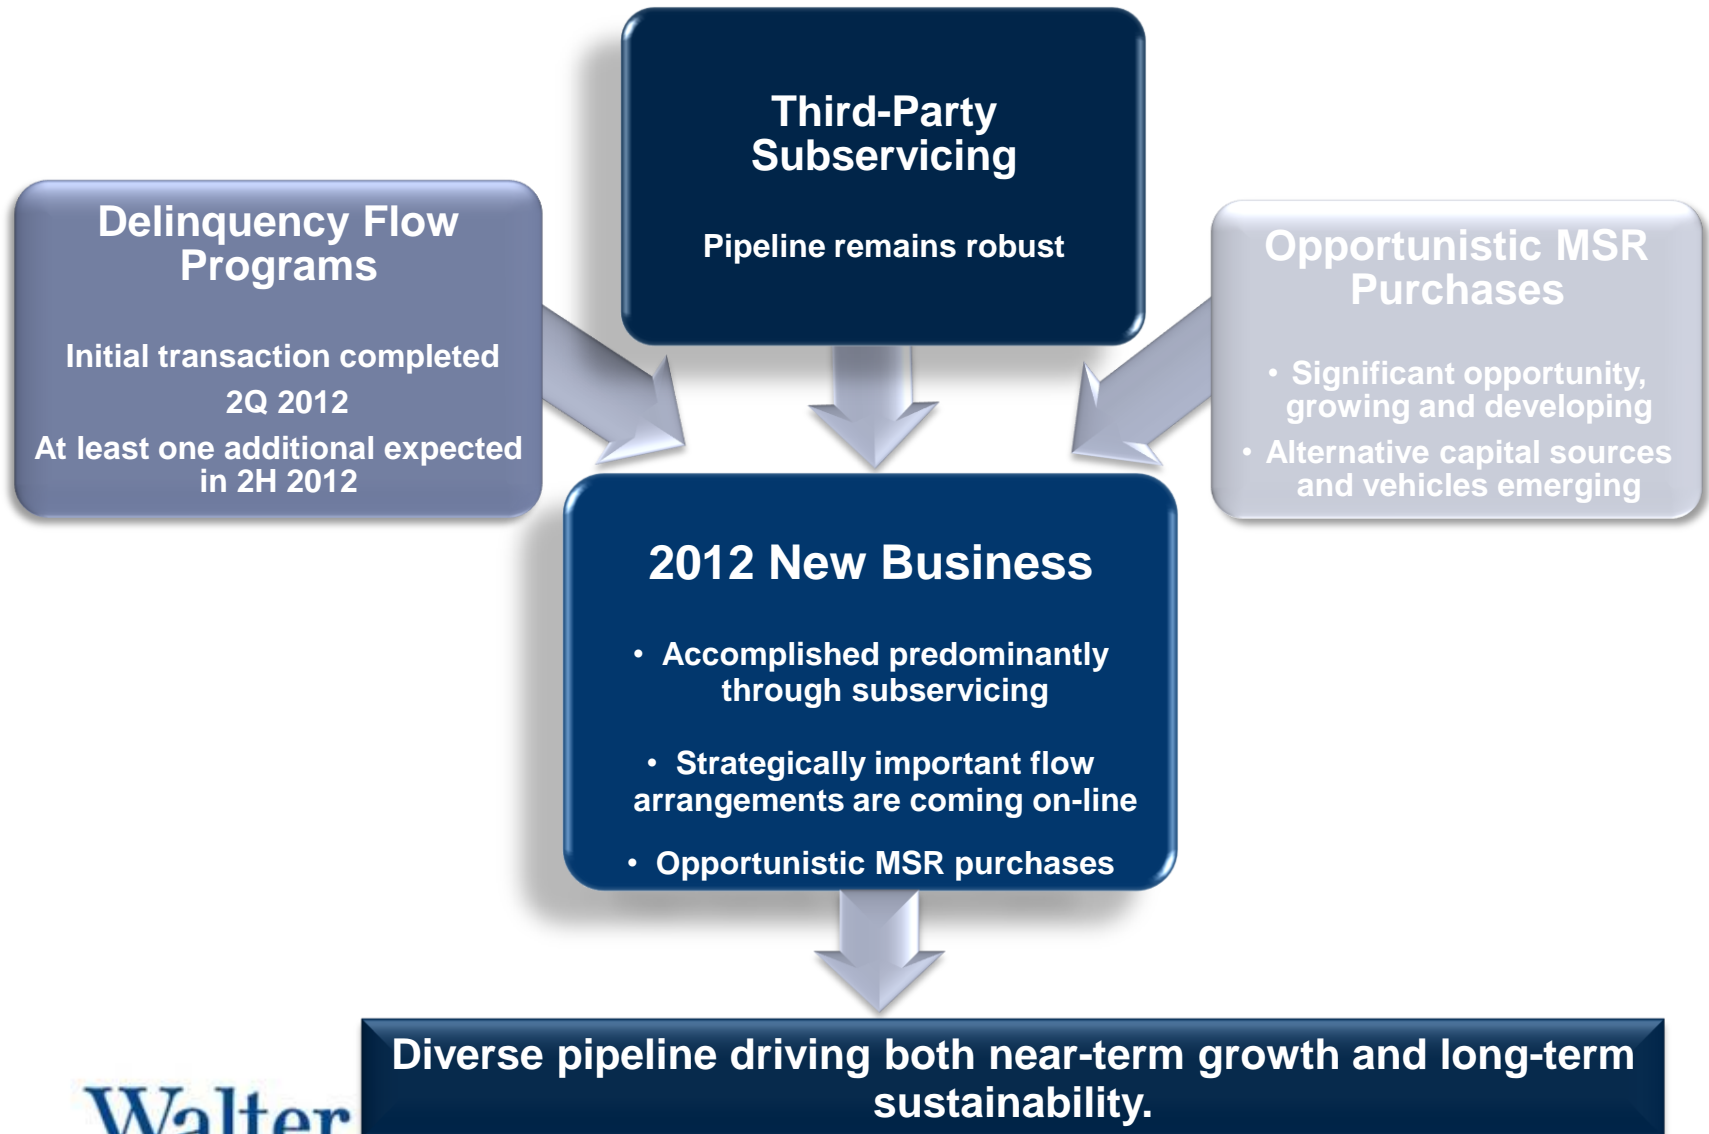 Third-Party
Subservicing
Pipeline remains robust
Delinquency Flow
Programs
Initial transaction completed
2Q 2012
At least one additional expected
in 2H 2012
Opportunistic MSR
Purchases
• Significant opportunity,
growing and developing
• Alternative capital sources
and vehicles emerging
2012 New Business
• Accomplished predominantly
through subservicing
• Strategically important flow
arrangements are coming on-line
• Opportunistic MSR purchases
Diverse pipeline driving both near-term growth and long-term
sustainability.
Walter